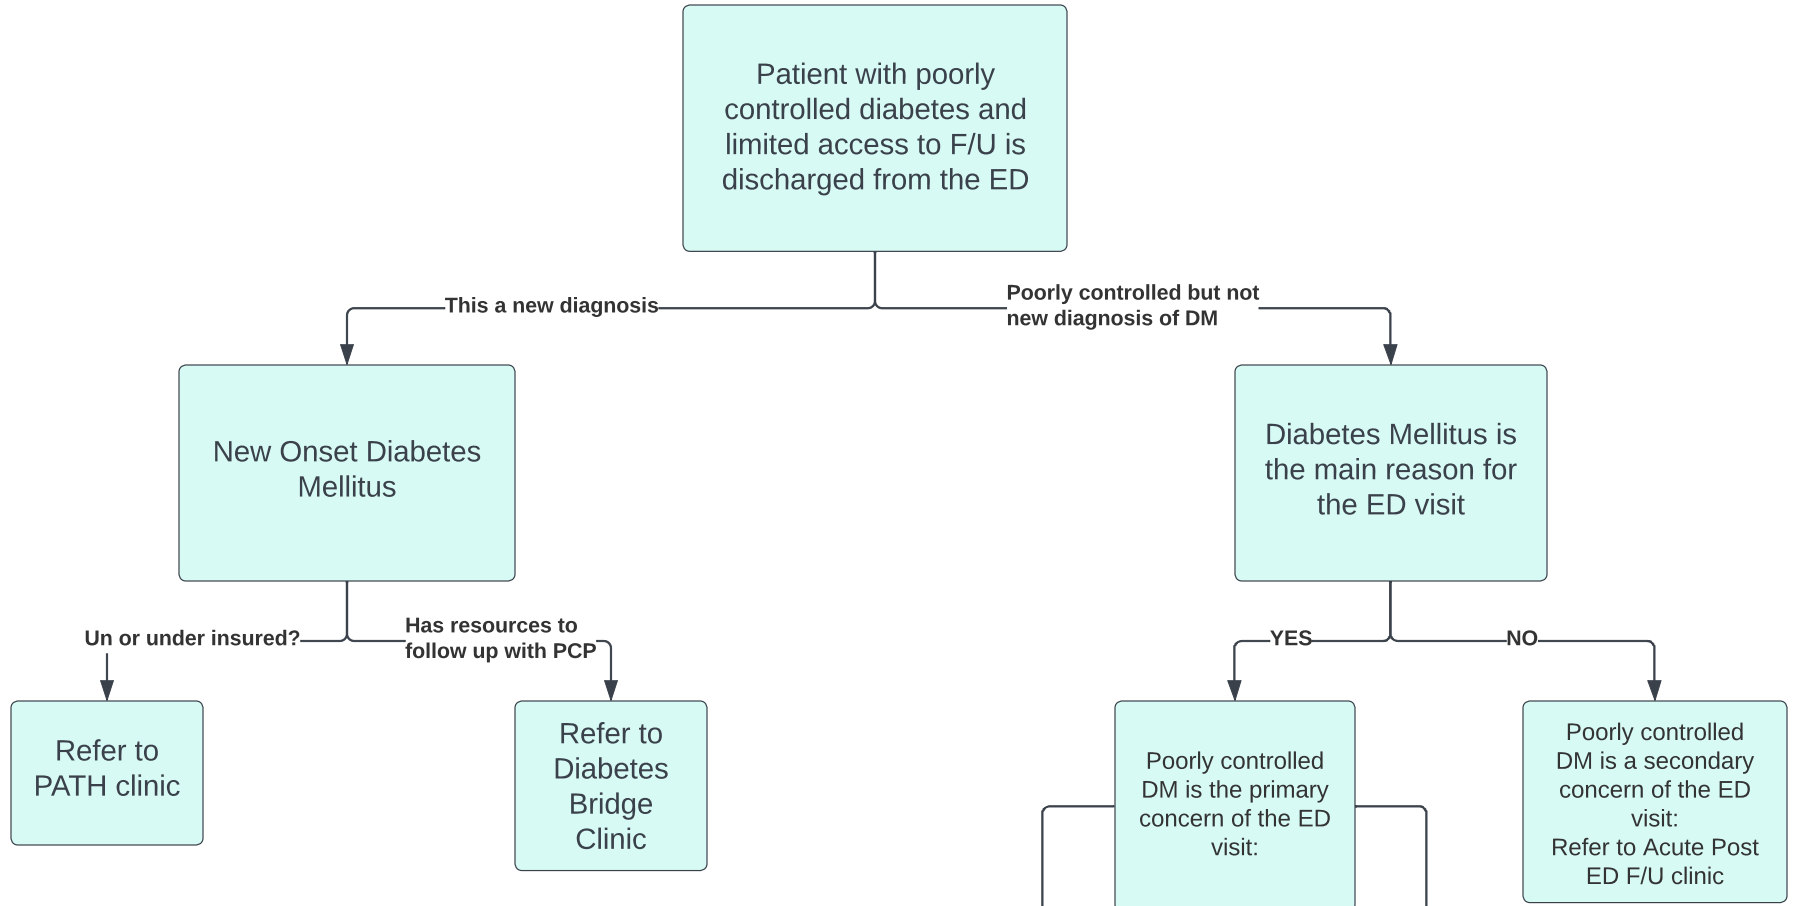 Patient with poorly
controlled diabetes and
limited access to F/U is
discharged from the ED
This a new diagnosis
Poorly controlled but not
new diagnosis of DM
New Onset Diabetes
Mellitus
Diabetes Mellitus is
the main reason for
the ED visit
Un or under insured?
Has resources to
follow up with PCP
YES
NO
Refer to
PATH clinic
Refer to
Diabetes
Bridge
Clinic
Poorly controlled
DM is the primary
concern of the ED
visit:
Poorly controlled
DM is a secondary
concern of the ED
visit:
Refer to Acute Post
ED F/U clinic